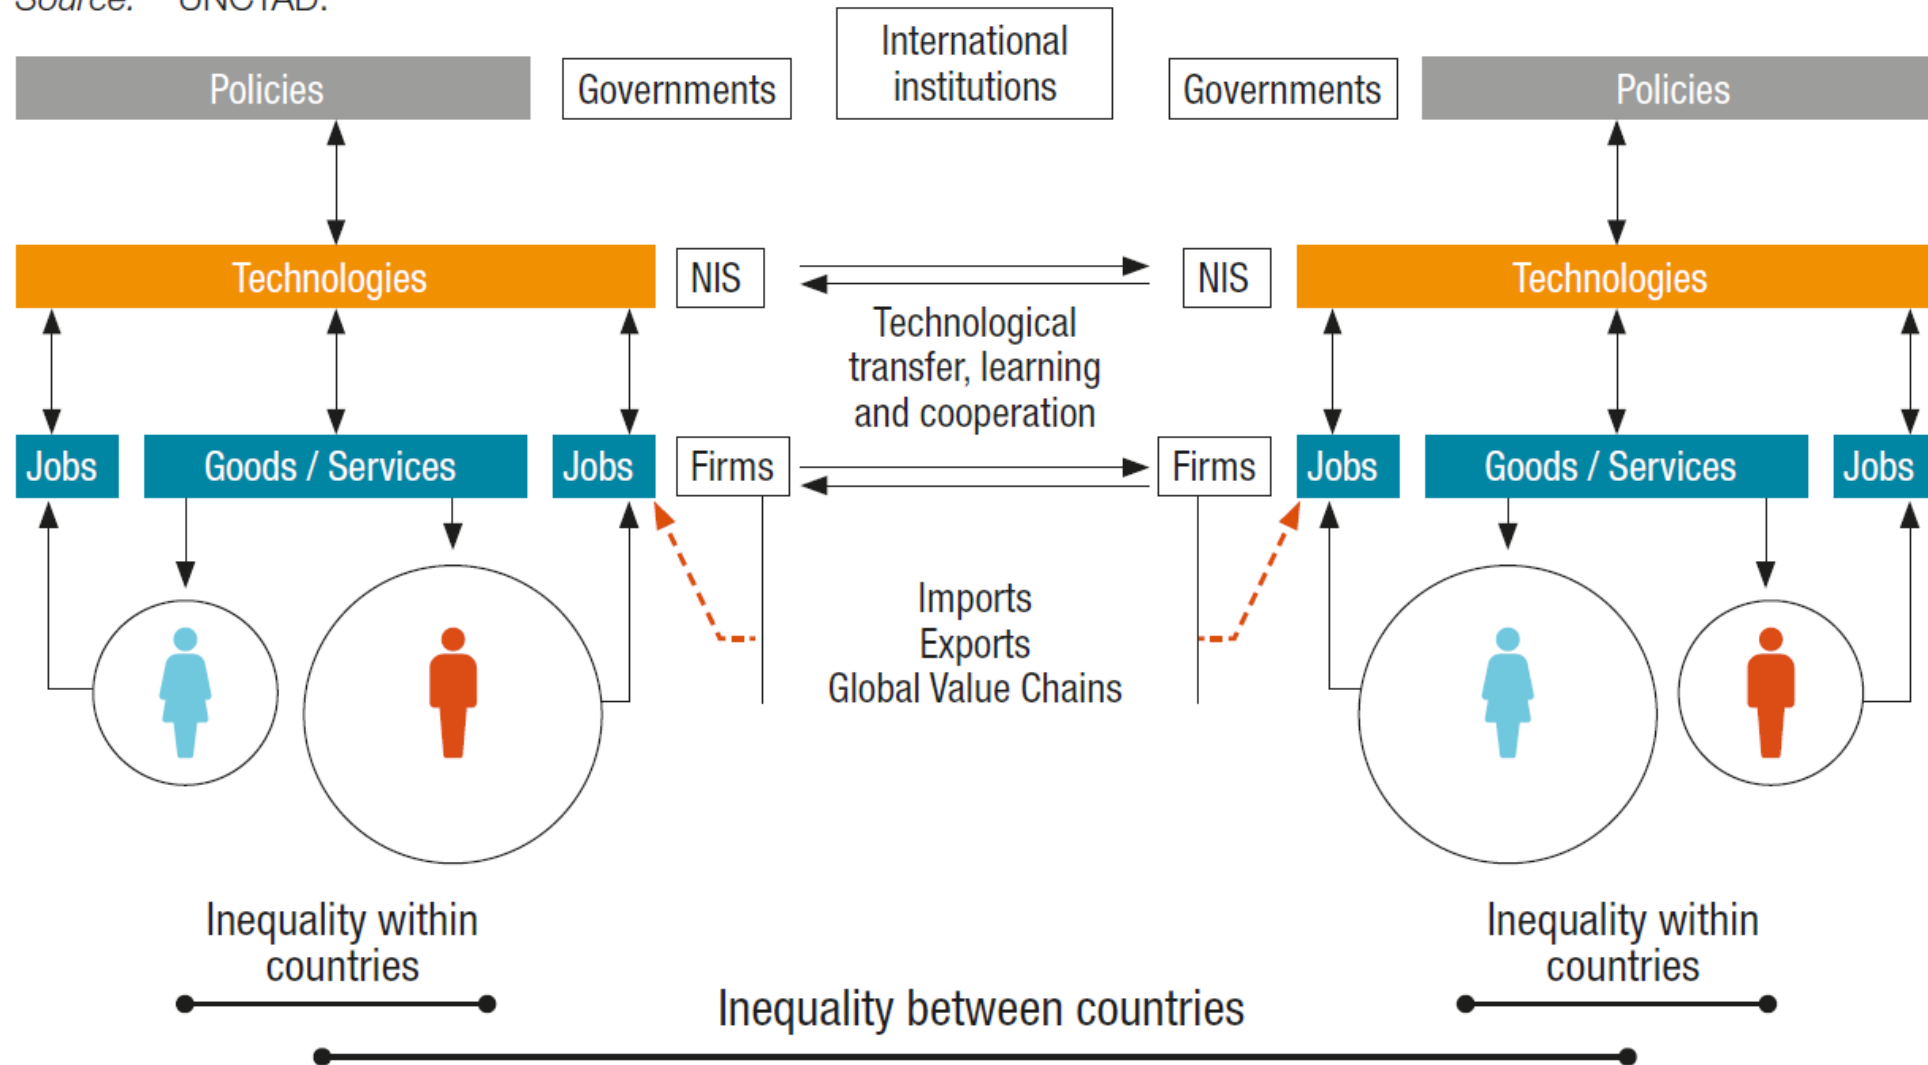 Source: UNCTAD.
International
institutions
Policies
Governments
Governments
Policies
Technologies
NIS
NIS
Technologies
Technological
transfer, learning
and cooperation
Jobs
Goods / Services
Jobs
Firms
Firms
Jobs
Goods / Services
Jobs
Imports
Exports
Global Value Chains
Inequality within
countries
Inequality within
countries
Inequality between countries